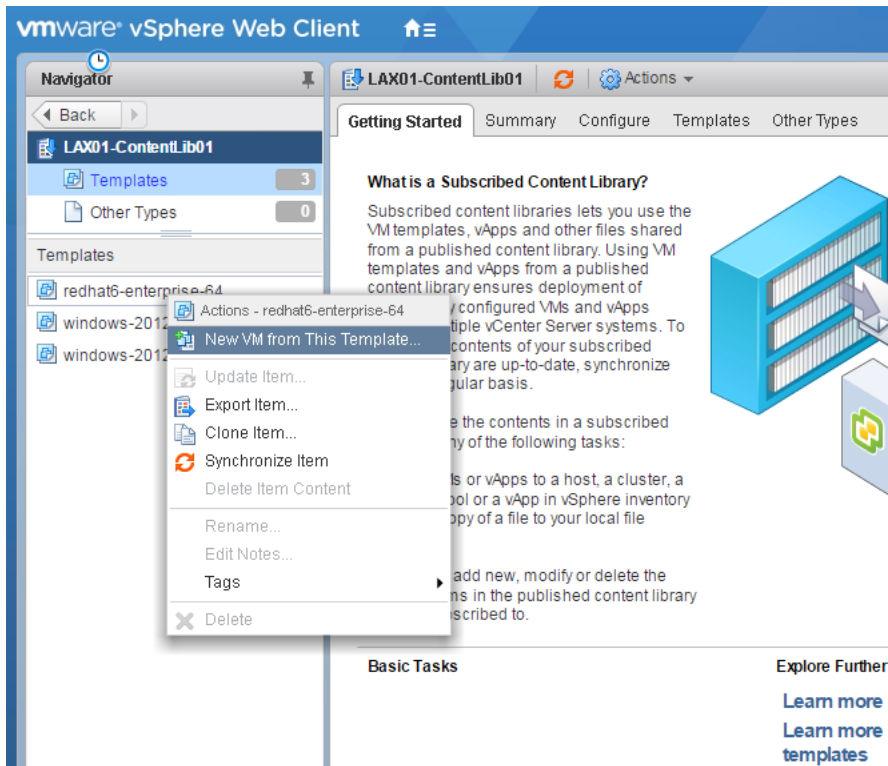 vmware® vSphere Web Client
Navigator
Back
LAX01-ContentLib01
Templates 3
Other Types 0
Templates
redhat6-enterprise-64
windows-2012
windows-2012
Actions - redhat6-enterprise-64
New VM from This Template...
Update Item...
Export Item...
Clone Item...
Synchronize Item
Delete Item Content
Rename...
Edit Notes...
Tags
Delete
LAX01-ContentLib01
Actions
Getting Started Summary Configure Templates Other Types
What is a Subscribed Content Library?
Subscribed content libraries lets you use the
VM templates, vApps and other files shared
from a published content library. Using VM
templates and vApps from a published
content library ensures deployment of
configured VMs and vApps
vCenter Server systems. To
contents of your subscribed
are up-to-date, synchronize
basis.
the contents in a subscribed
of the following tasks:
or vApps to a host, a cluster, a
or a vApp in vSphere inventory
of a file to your local file
add new, modify or delete the
in the published content library
to.
Basic Tasks
Explore Further
Learn more
Learn more
templates